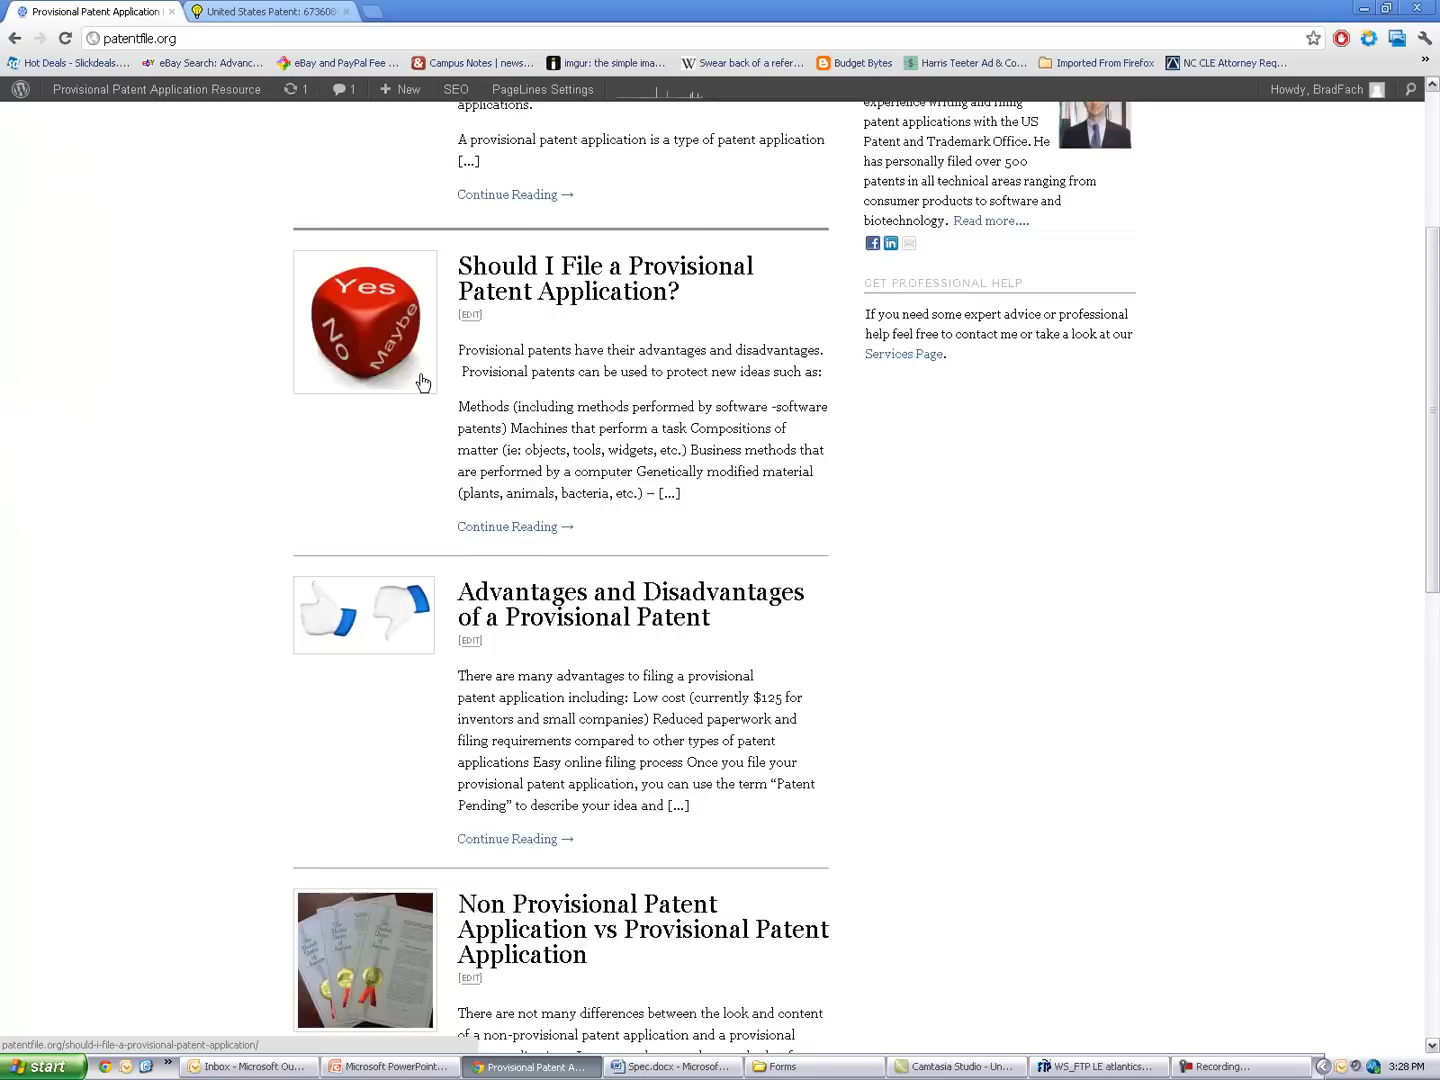 Provisional Patent Application
United States Patent: 673608
patentfile.org
Hot Deals - Slickdeals....
eBay Search: Advanc...
eBay and PayPal Fee ...
Campus Notes | news...
imgur: the simple ima...
Swear back of a refer...
Budget Bytes
Harris Teeter Ad & Co...
Imported From Firefox
NC CLE Attorney Req...
Provisional Patent Application Resource
1
1
New
SEO
PageLines Settings
Howdy, BradFach
applications.
A provisional patent application is a type of patent application
[...]
Continue Reading →
experience writing and filing
patent applications with the US
Patent and Trademark Office. He
has personally filed over 500
patents in all technical areas ranging from
consumer products to software and
biotechnology. Read more....
GET PROFESSIONAL HELP
If you need some expert advice or professional
help feel free to contact me or take a look at our
Services Page.
Yes
No
Maybe
Should I File a Provisional
Patent Application?
[EDIT]
Provisional patents have their advantages and disadvantages.
Provisional patents can be used to protect new ideas such as:
Methods (including methods performed by software -software
patents) Machines that perform a task Compositions of
matter (ie: objects, tools, widgets, etc.) Business methods that
are performed by a computer Genetically modified material
(plants, animals, bacteria, etc.) – [...]
Continue Reading →
Advantages and Disadvantages
of a Provisional Patent
[EDIT]
There are many advantages to filing a provisional
patent application including: Low cost (currently $125 for
inventors and small companies) Reduced paperwork and
filing requirements compared to other types of patent
applications Easy online filing process Once you file your
provisional patent application, you can use the term “Patent
Pending” to describe your idea and [...]
Continue Reading →
Non Provisional Patent
Application vs Provisional Patent
Application
[EDIT]
There are not many differences between the look and content
of a non-provisional patent application and a provisional
patentfile.org/should-i-file-a-provisional-patent-application/
start
Inbox - Microsoft Ou...
Microsoft PowerPoint...
Provisional Patent A...
Spec.docx - Microsof...
Forms
Camtasia Studio - Un...
WS_FTP LE atlantics...
Recording...
3:28 PM